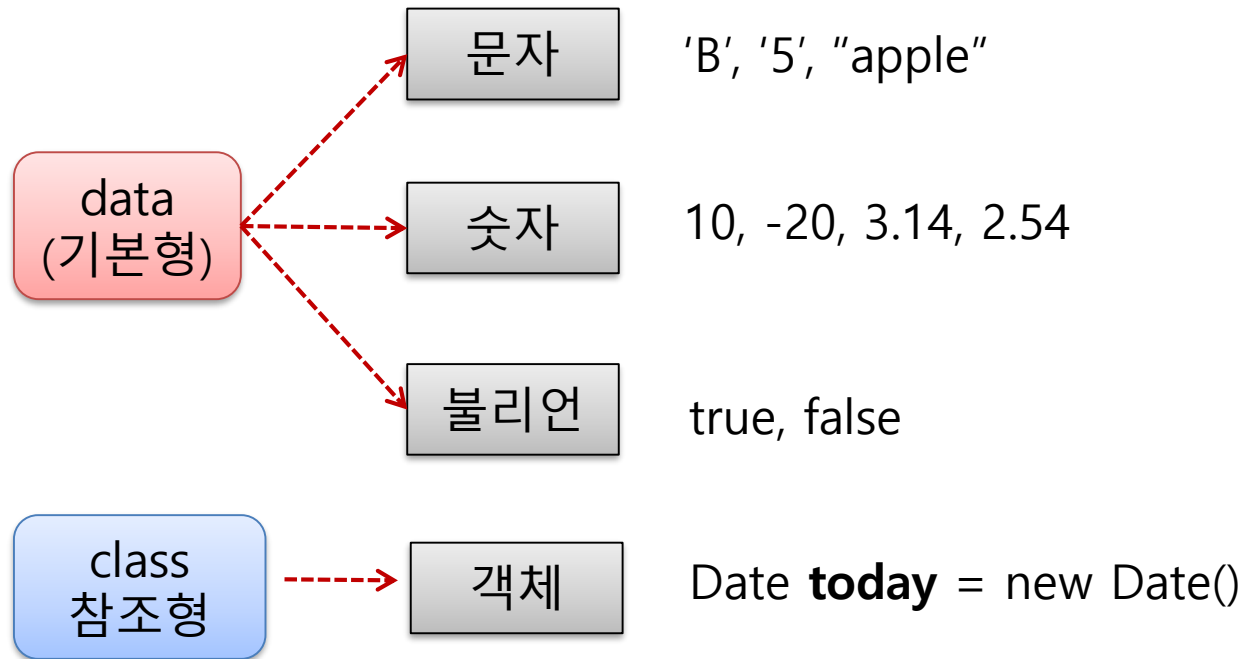 문자
‘B’, ‘5’, “apple”
data
(기본형)
숫자
10, -20, 3.14, 2.54
불리언
true, false
class
참조형
객체
Date today = new Date()